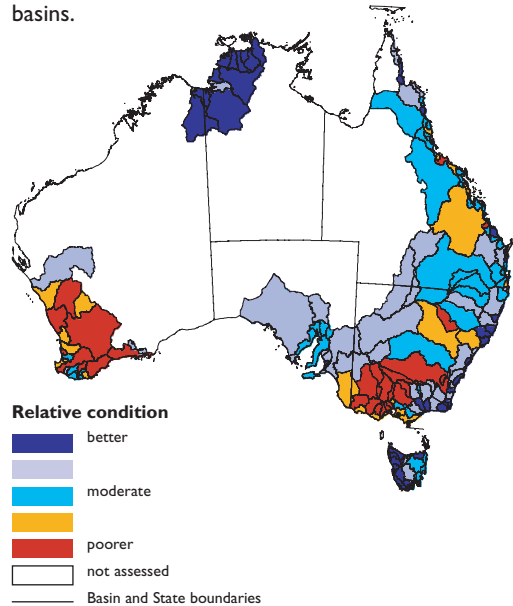 basins.
Relative condition
better
moderate
poorer
not assessed
Basin and State boundaries